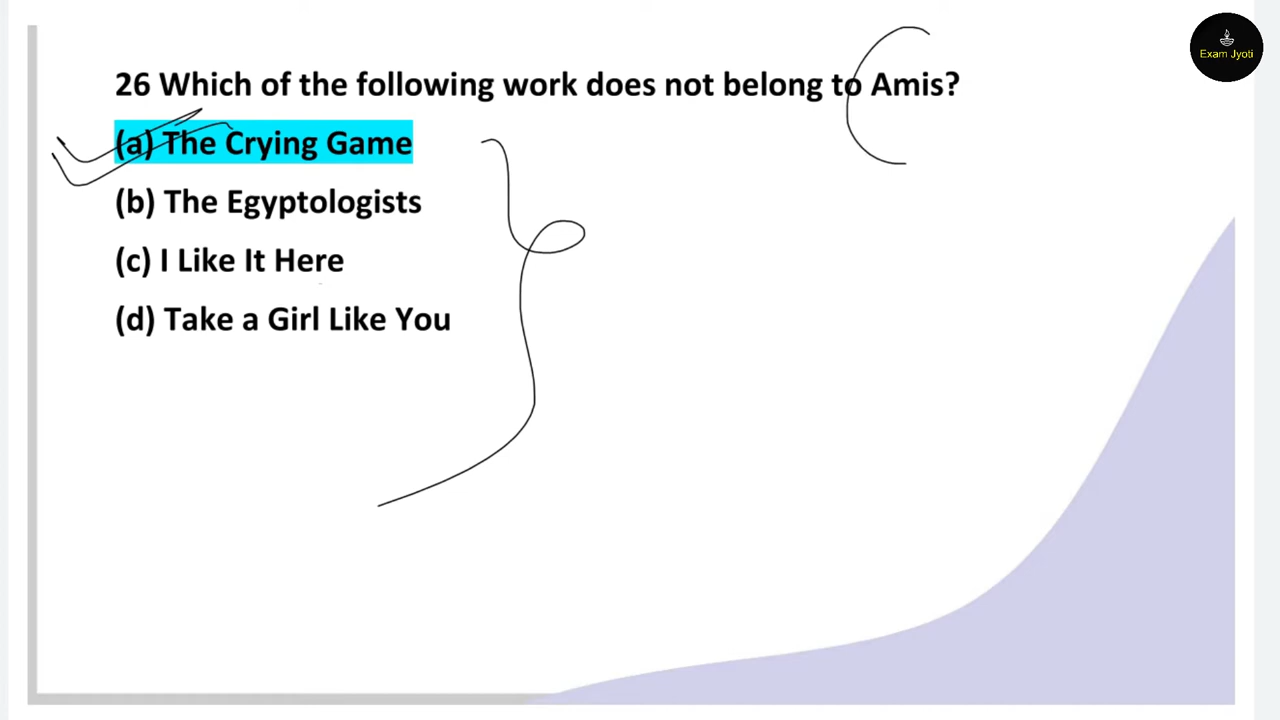 Exam Jyoti
26 Which of the following work does not belong to Amis?
(a) The Crying Game
(b) The Egyptologists
(c) I Like It Here
(d) Take a Girl Like You